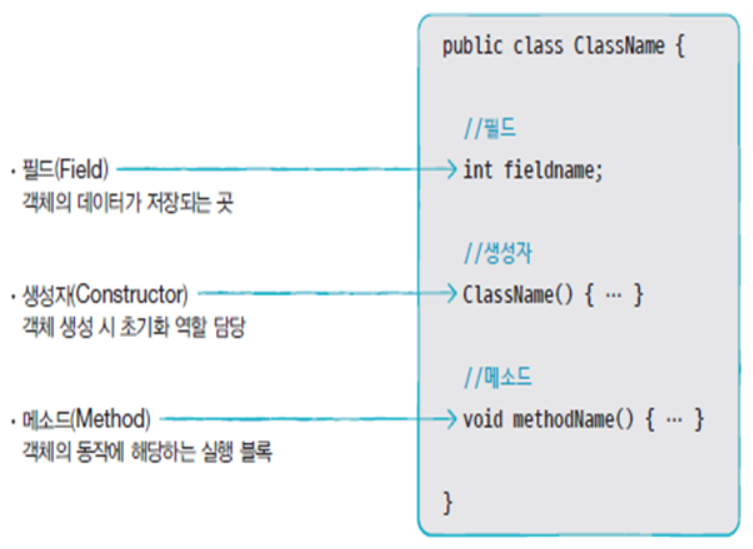 public class ClassName {
//필드
· 필드(Field)
int fieldname;
객체의 데이터가 저장되는 곳
//생성자
· 생성자(Constructor)
ClassName() { … }
객체 생성 시 초기화 역할 담당
//메소드
· 메소드(Method)
void methodName() { … }
객체의 동작에 해당하는 실행 블록
}